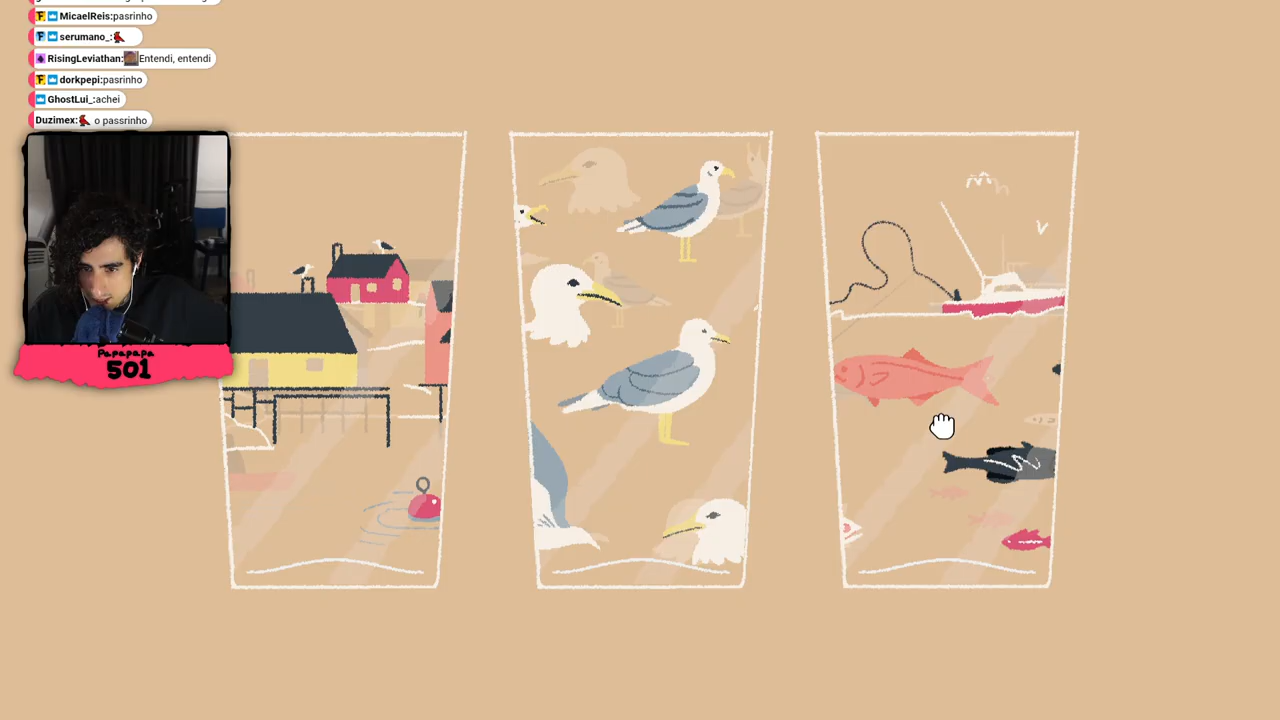 MicaelReis:pasrinho
serumano_:
RisingLeviathan: Entendi, entendi
dorkpepi:pasrinho
GhostLui_:achei
Duzimex: o passrinho
Papapapa
501